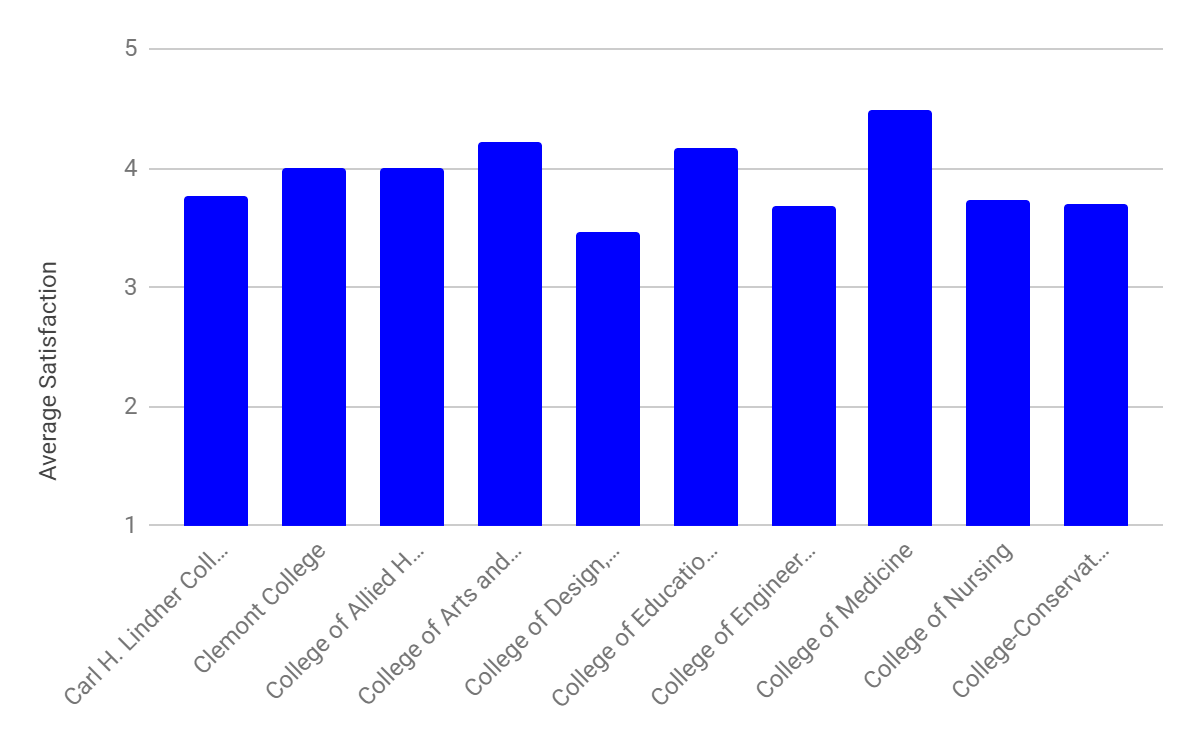 5
4
3
2
1
Average Satisfaction
Carl H. Lindner Coll...
Clemont College
College of Allied H...
College of Arts and...
College of Design,...
College of Educatio...
College of Engineer...
College of Medicine
College of Nursing
College-Conservat...